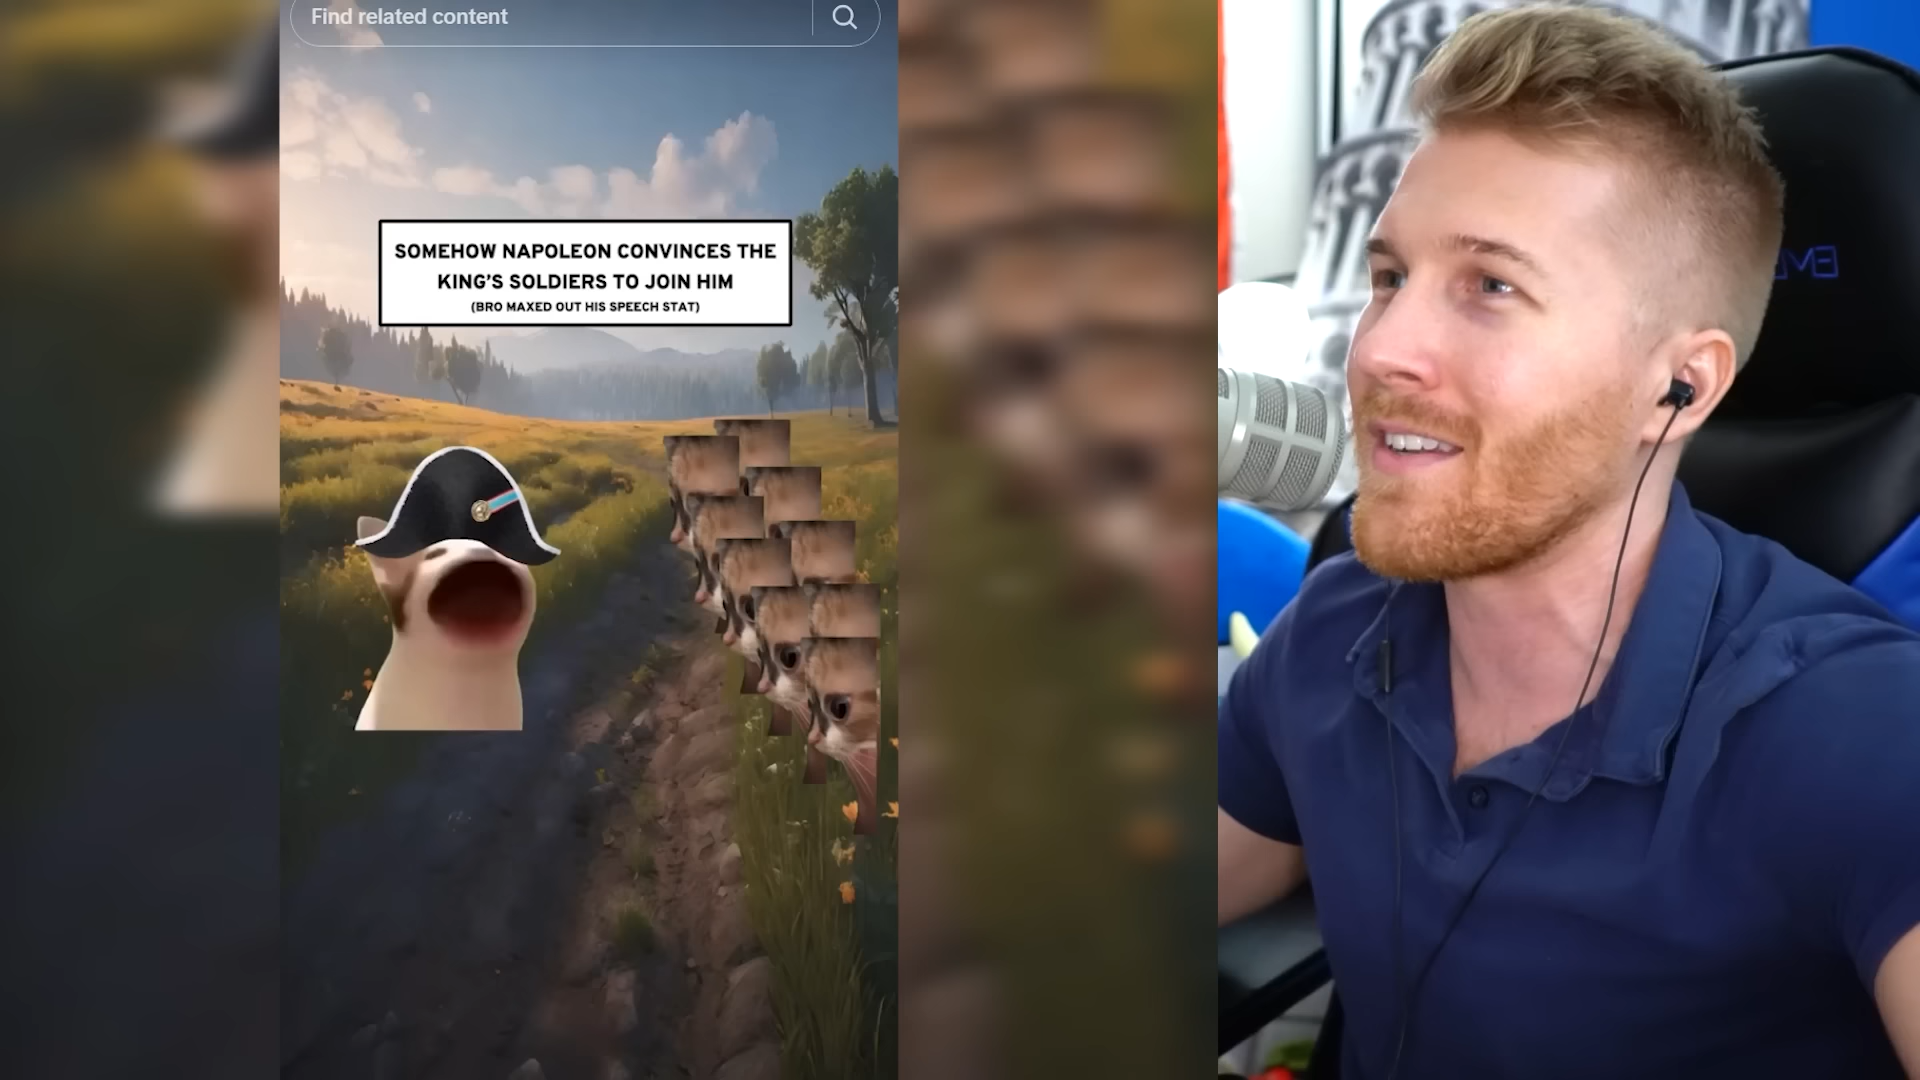 Find related content
SOMEHOW NAPOLEON CONVINCES THE
KING'S SOLDIERS TO JOIN HIM
(BRO MAXED OUT HIS SPEECH STAT)